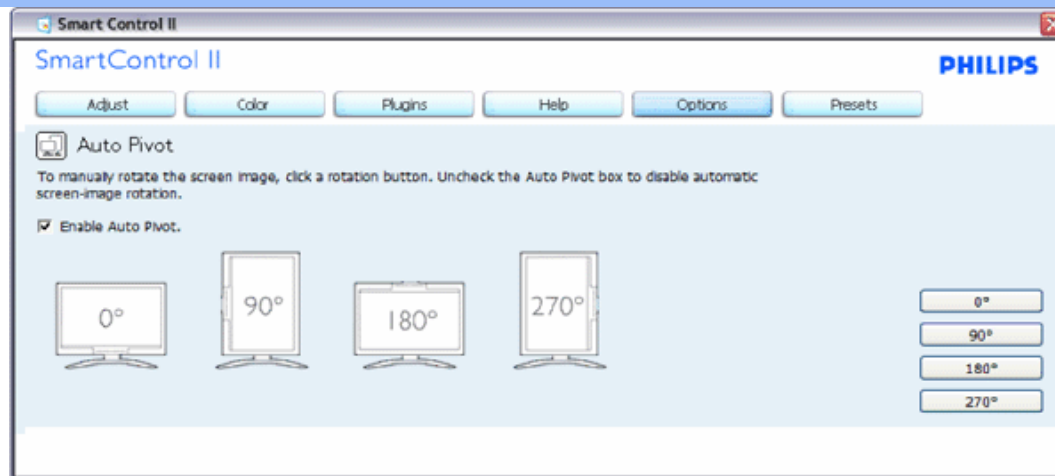 Smart Control II
SmartControl II
PHILIPS
Adjust Color Plugins Help Options Presets
Auto Pivot
To manually rotate the screen image, click a rotation button. Uncheck the Auto Pivot box to disable automatic
screen-image rotation.
Enable Auto Pivot.
0° 90° 180° 270°
0°
90°
180°
270°